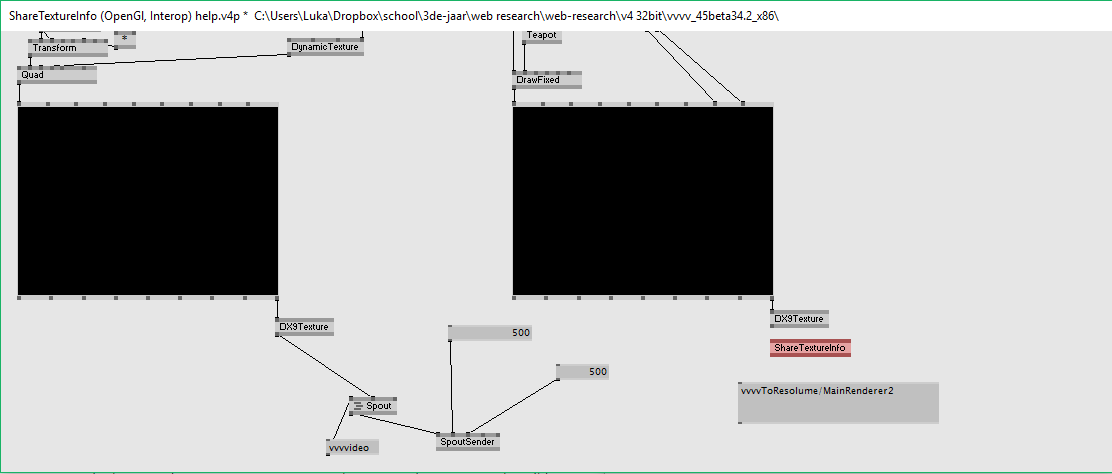 ShareTextureInfo (OpenGl, Interop) help.v4p * C:\Users\Luka\Dropbox\school\3de-jaar\web research\web-research\v4 32bit\vvvv_45beta34.2_x86\
Transform
*
DynamicTexture
Teapot
Quad
DrawFixed
DX9Texture
DX9Texture
500
ShareTextureInfo
500
vvvvToResolume/MainRenderer2
Spout
SpoutSender
vvvvideo